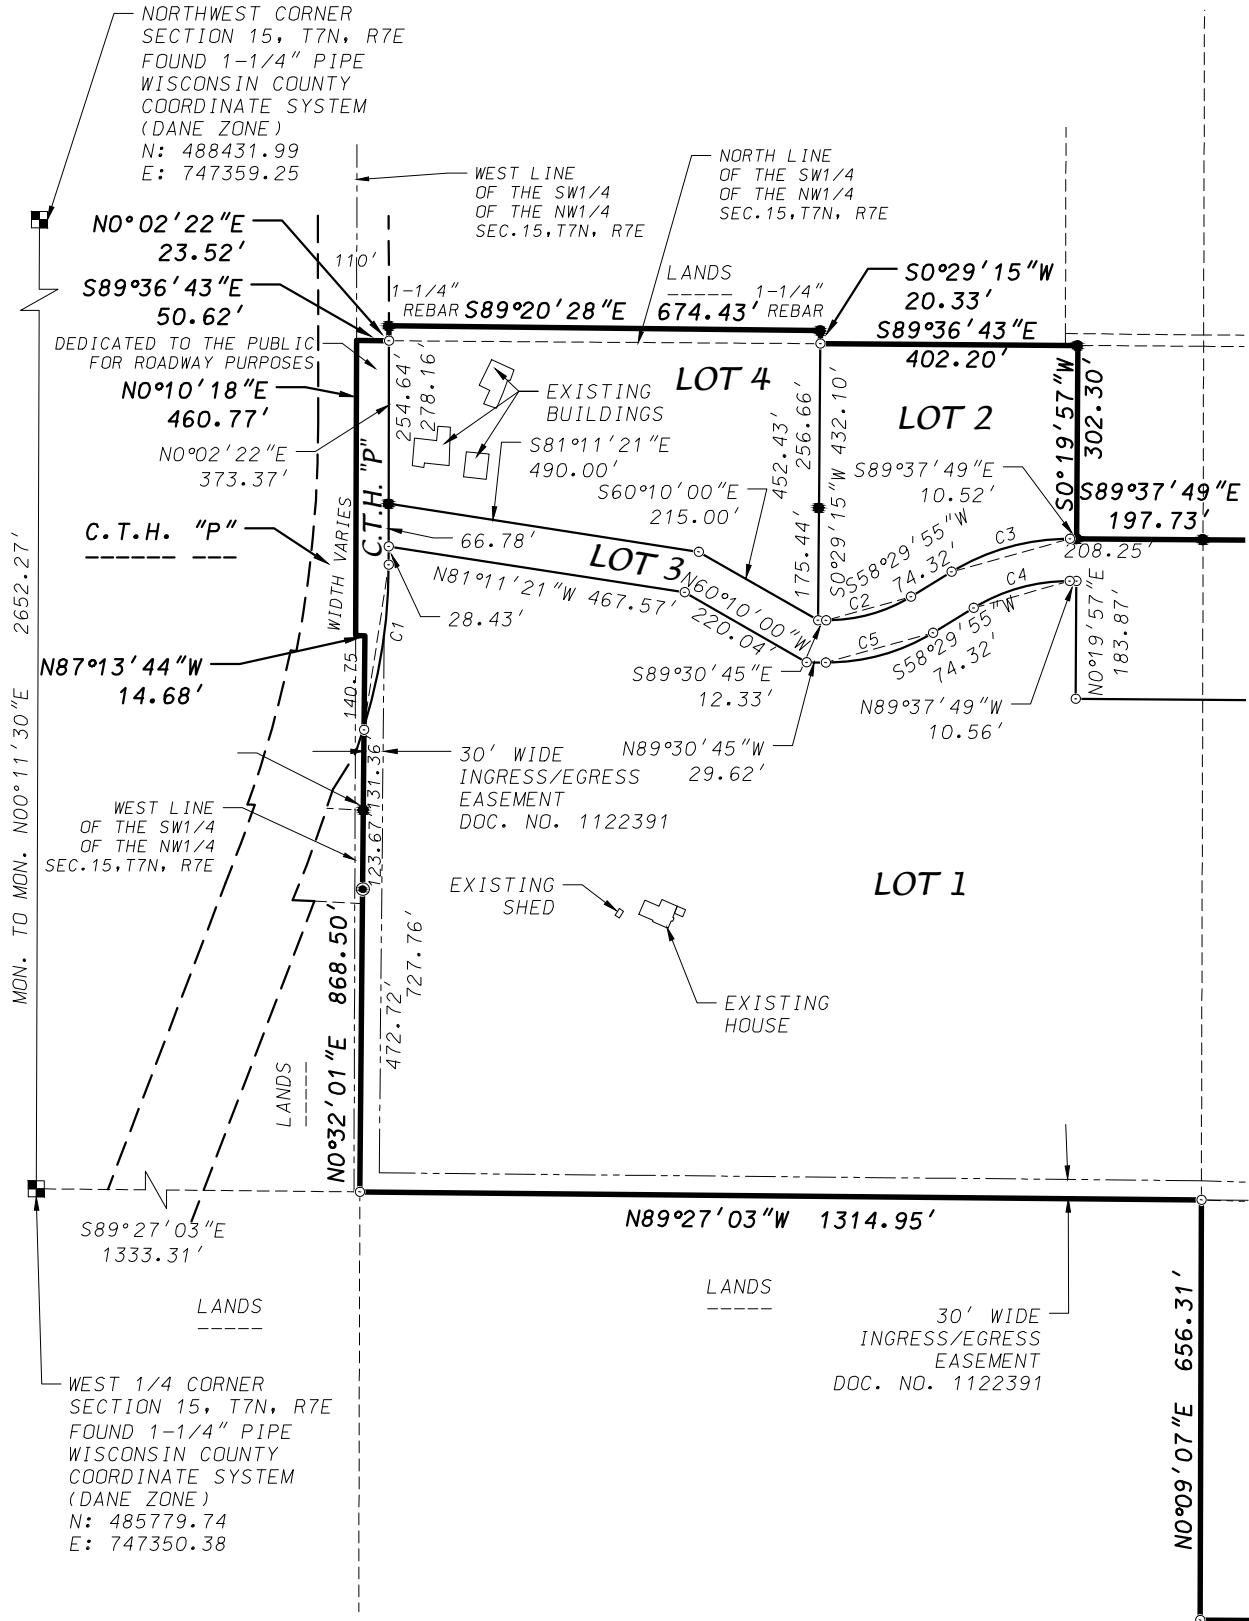 NORTHWEST CORNER
SECTION 15, T7N, R7E
FOUND 1-1/4" PIPE
WISCONSIN COUNTY
COORDINATE SYSTEM
(DANE ZONE)
N: 488431.99
E: 747359.25
WEST LINE
OF THE SW1/4
OF THE NW1/4
SEC.15,T7N, R7E
NORTH LINE
OF THE SW1/4
OF THE NW1/4
SEC.15,T7N, R7E
N0°02'22"E
23.52'
S89°36'43"E
50.62'
110'
1-1/4"
REBAR
S89°20'28"E 674.43'
LANDS
1-1/4"
REBAR
S0°29'15"W
20.33'
S89°36'43"E
402.20'
DEDICATED TO THE PUBLIC
FOR ROADWAY PURPOSES
N0°10'18"E
460.77'
N0°02'22"E
373.37'
254.64'
278.16'
EXISTING
BUILDINGS
LOT 4
LOT 2
S81°11'21"E
490.00'
S60°10'00"E
215.00'
452.43'
256.66'
S0°29'15"W 432.10'
175.44'
S89°37'49"E
10.52'
S0°19'57"W
302.30'
S89°37'49"E
197.73'
208.25'
C.T.H. "P"
C.T.H. "P"
WIDTH VARIES
66.78'
LOT 3
N81°11'21"W 467.57'
N60°10'00"W
220.04'
S58°29'55"W
74.32'
C3
C2
C4
C5
S58°29'55"W
74.32'
N0°19'57"E
183.87'
28.43'
C1
N87°13'44"W
14.68'
140.75'
S89°30'45"E
12.33'
N89°30'45"W
29.62'
N89°37'49"W
10.56'
MON. TO MON. N00°11'30"E 2652.27'
131.36'
123.67'
30' WIDE
INGRESS/EGRESS
EASEMENT
DOC. NO. 1122391
WEST LINE
OF THE SW1/4
OF THE NW1/4
SEC.15,T7N, R7E
EXISTING
SHED
LOT 1
EXISTING
HOUSE
N0°32'01"E 868.50'
472.72'
727.76'
LANDS
S89°27'03"E
1333.31'
N89°27'03"W 1314.95'
LANDS
LANDS
30' WIDE
INGRESS/EGRESS
EASEMENT
DOC. NO. 1122391
N0°09'07"E 656.31'
WEST 1/4 CORNER
SECTION 15, T7N, R7E
FOUND 1-1/4" PIPE
WISCONSIN COUNTY
COORDINATE SYSTEM
(DANE ZONE)
N: 485779.74
E: 747350.38